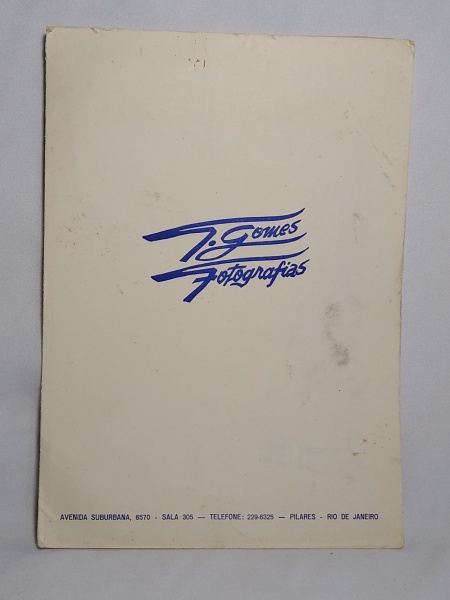 T. Gomes
Fotografias
AVENIDA SUBURBANA, 6570 - SALA 305 — TELEFONE: 229-6325 — PILARES - RIO DE JANEIRO